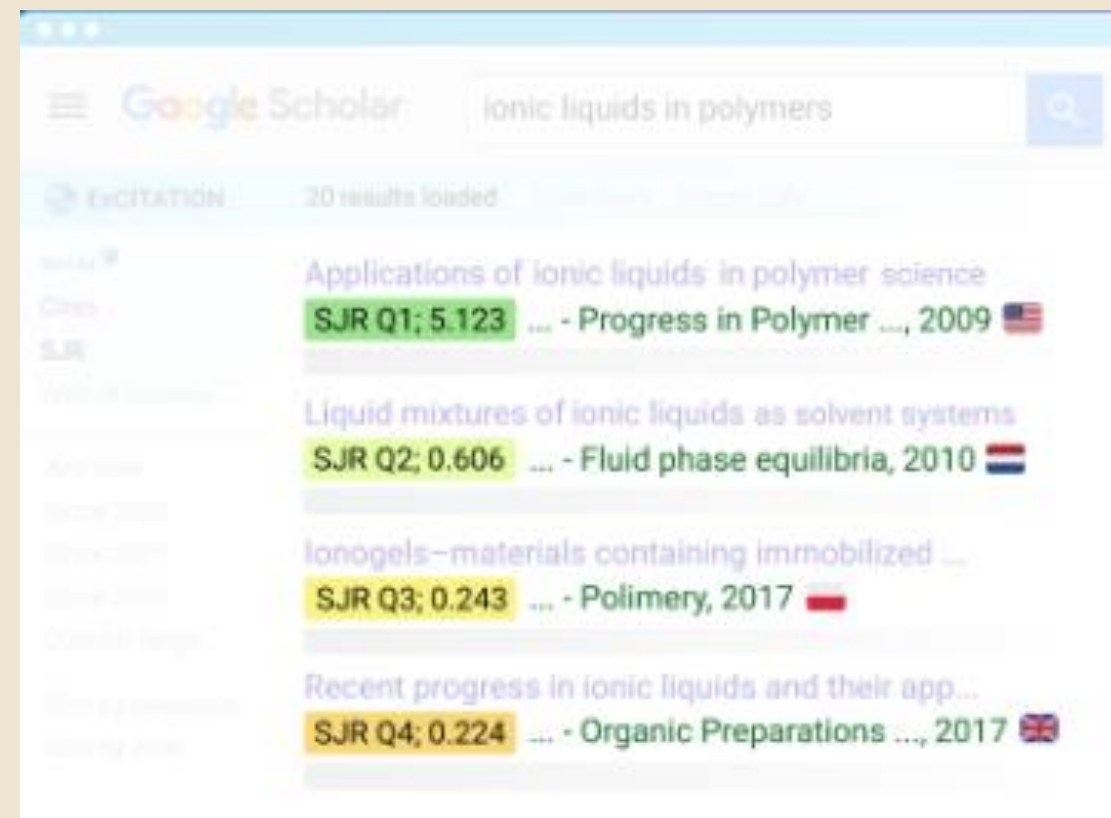 Google Scholar
ionic liquids in polymers
ExCITATION
20 results loaded
Cites
SJR
Applications of ionic liquids in polymer science
SJR Q1; 5.123 ... - Progress in Polymer ..., 2009
Liquid mixtures of ionic liquids as solvent systems
SJR Q2; 0.606 ... - Fluid phase equilibria, 2010
Ionogels–materials containing immobilized ...
SJR Q3; 0.243 ... - Polimery, 2017
Recent progress in ionic liquids and their app...
SJR Q4; 0.224 ... - Organic Preparations ..., 2017